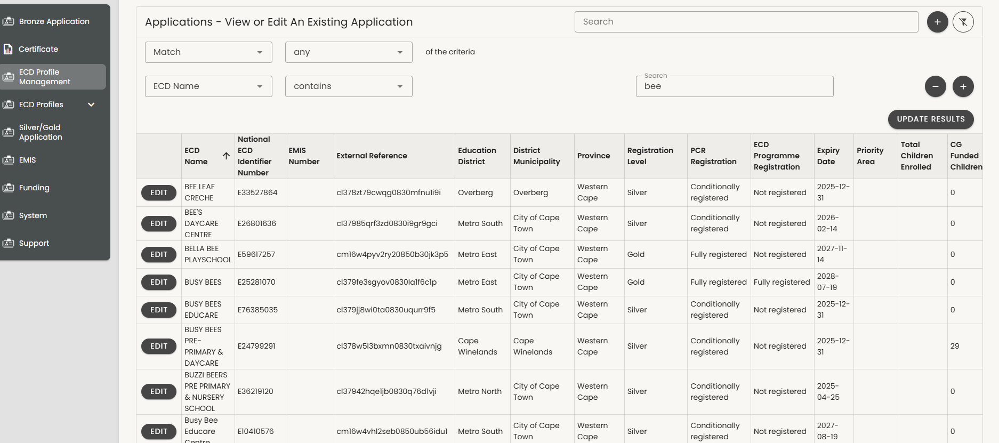 Bronze Application
Certificate
ECD Profile
Management
ECD Profiles
Silver/Gold
Application
EMIS
Funding
System
Support
Applications - View or Edit An Existing Application
Search
Match
any
of the criteria
ECD Name
contains
Search
bee
UPDATE RESULTS
ECD
Name
National
ECD
Identifier
Number
EMIS
Number
External Reference
Education
District
District
Municipality
Province
Registration
Level
PCR
Registration
ECD
Programme
Registration
Expiry
Date
Priority
Area
Total
Children
Enrolled
CG
Funded
Children
EDIT
BEE LEAF
CRECHE
E33527864
cl378zt79cwqg0830mfnu1i9i
Overberg
Overberg
Western
Cape
Silver
Conditionally
registered
Not registered
2025-12-
31
0
EDIT
BEE'S
DAYCARE
CENTRE
E26801636
cl37985qrf3zd0830i9gr9gci
Metro South
City of Cape
Town
Western
Cape
Silver
Conditionally
registered
Not registered
2026-
02-14
0
EDIT
BELLA BEE
PLAYSCHOOL
E59617257
cm16w4pyv2ry20850b30jk3p5
Metro East
City of Cape
Town
Western
Cape
Gold
Fully registered
Not registered
2027-11-
14
0
EDIT
BUSY BEES
E25281070
cl379fe3sgyov0830la1f6c1p
Metro East
City of Cape
Town
Western
Cape
Gold
Fully registered
Fully registered
2028-
07-19
0
EDIT
BUSY BEES
EDUCARE
E76385035
cl379jj8wi0ta0830uqurr9f5
Metro South
City of Cape
Town
Western
Cape
Silver
Conditionally
registered
Not registered
2025-12-
31
0
EDIT
BUSY BEES
PRE-
PRIMARY &
DAYCARE
E24799291
cl378w5l3bxmn0830txaivnjg
Cape
Winelands
Cape
Winelands
Western
Cape
Silver
Conditionally
registered
Not registered
2025-12-
31
29
EDIT
BUZZI BEERS
PRE PRIMARY
& NURSERY
SCHOOL
E36219120
cl37942hqe1jb0830q76d1vji
Metro North
City of Cape
Town
Western
Cape
Silver
Conditionally
registered
Not registered
2025-
04-25
0
EDIT
Busy Bee
Educare
Centre
E10410576
cm16w4vhl2seb0850ub56idu1
Metro South
City of Cape
Town
Western
Cape
Silver
Conditionally
registered
Not registered
2027-
08-19
0